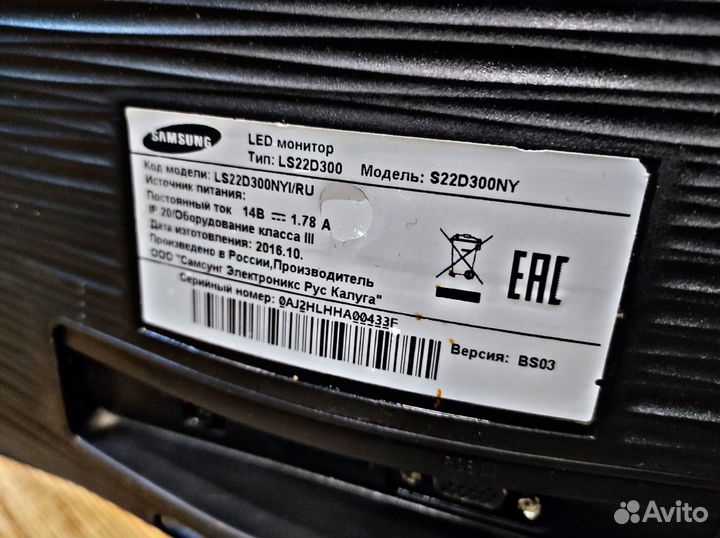 SAMSUNG
LED монитор
Тип: LS22D300 Модель: S22D300NY
Код модели: LS22D300NYI/RU
Источник питания:
Постоянный ток 14В 1.78 А
IP 20/Оборудование класса III
Дата изготовления: 2016.10.
Произведено в России,Производитель
ООО "Самсунг Электроникс Рус Калуга"
Серийный номер: 0AJ2HLHHA00433F
Версия: BS03
EAC
Avito